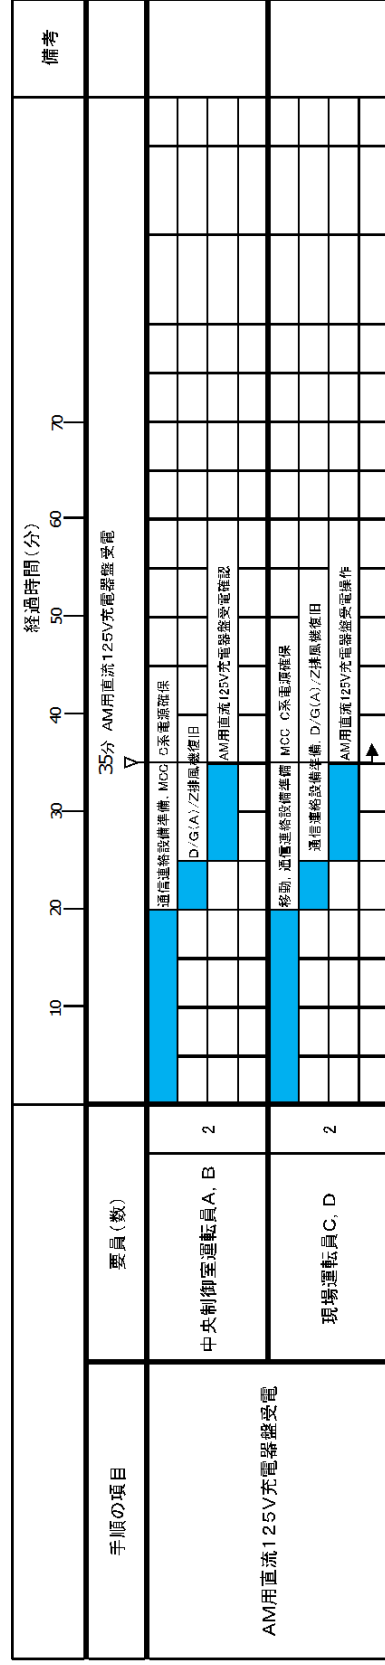 経過時間(分)
備考
10
20
30
40
50
60
70
手順の項目
要員(数)
35分 AM用直流125V充電器盤受電
AM用直流125V充電器盤受電
中央制御室運転員A, B
2
通信連絡設備準備, MCC C系電源確保
D/G(A)/Z排風機復旧
AM用直流125V充電器盤受電確認
現場運転員C, D
2
移動, 通信連絡設備準備, MCC C系電源確保
通信連絡設備準備, D/G(A)/Z排風機復旧
AM用直流125V充電器盤受電操作